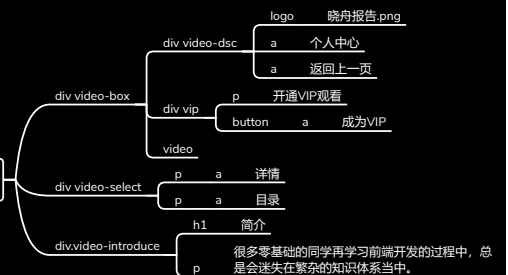 logo 晓舟报告.png
div video-dsc a 个人中心
a 返回上一页
div video-box
div vip p 开通VIP观看
button a 成为VIP
video
div video-select p a 详情
p a 目录
div.video-introduce h1 简介
p 很多零基础的同学再学习前端开发的过程中，总
是会迷失在繁杂的知识体系当中。